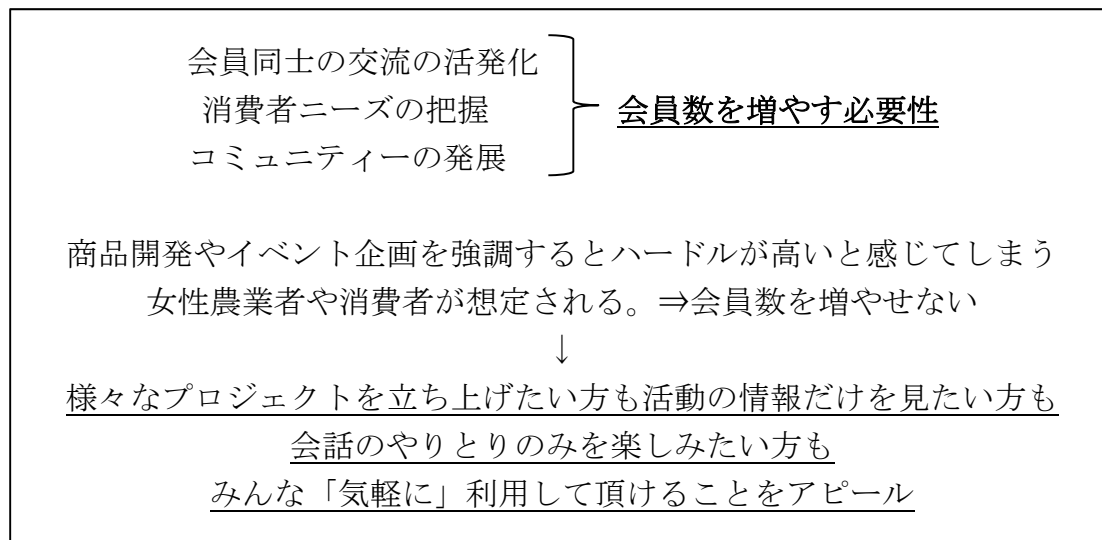 会員同士の交流の活発化
消費者ニーズの把握
コミュニティーの発展
会員数を増やす必要性
商品開発やイベント企画を強調するとハードルが高いと感じてしまう
女性農業者や消費者が想定される。⇒会員数を増やせない
↓
様々なプロジェクトを立ち上げたい方も活動の情報だけを見たい方も
会話のやりとりのみを楽しみたい方も
みんな「気軽に」利用して頂けることをアピール